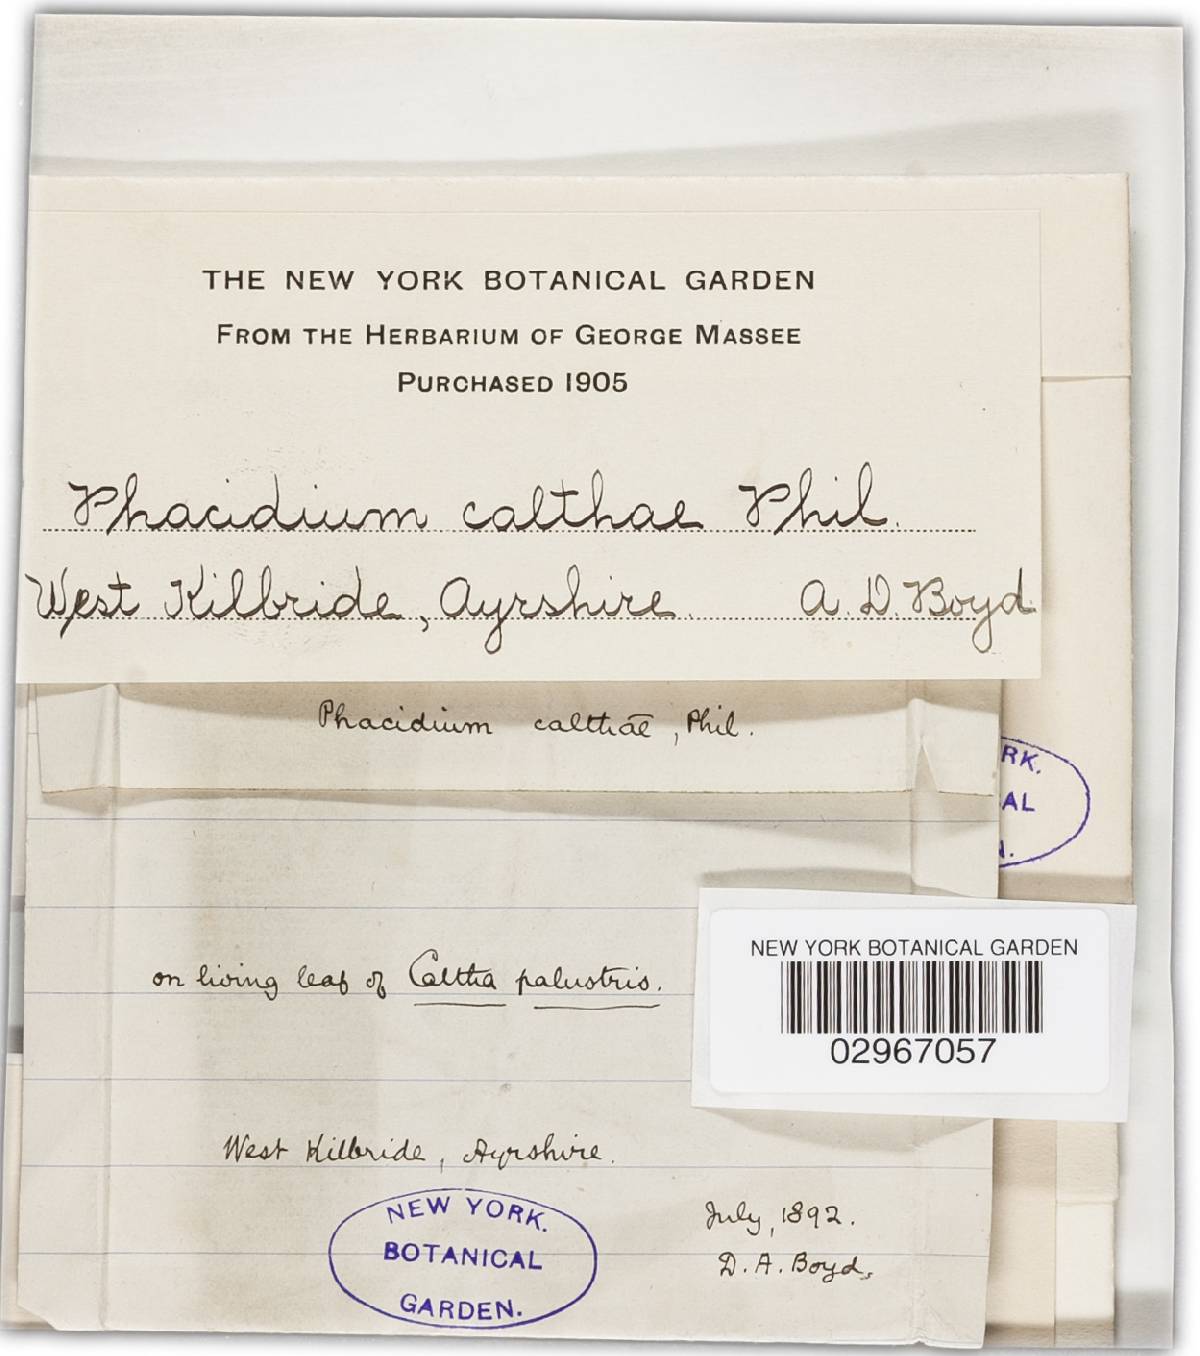 THE NEW YORK BOTANICAL GARDEN
FROM THE HERBARIUM OF GEORGE MASSEE
PURCHASED 1905
Phacidium calthae Phil.
West Kilbride, Ayrshire. A. D. Boyd.
Phacidium calthae, Phil.
RK.
AL
N.
NEW YORK BOTANICAL GARDEN
02967057
on living leaf of Caltha palustris.
West Kilbride, Ayrshire.
NEW YORK.
BOTANICAL
GARDEN.
July, 1892.
D. A. Boyd.